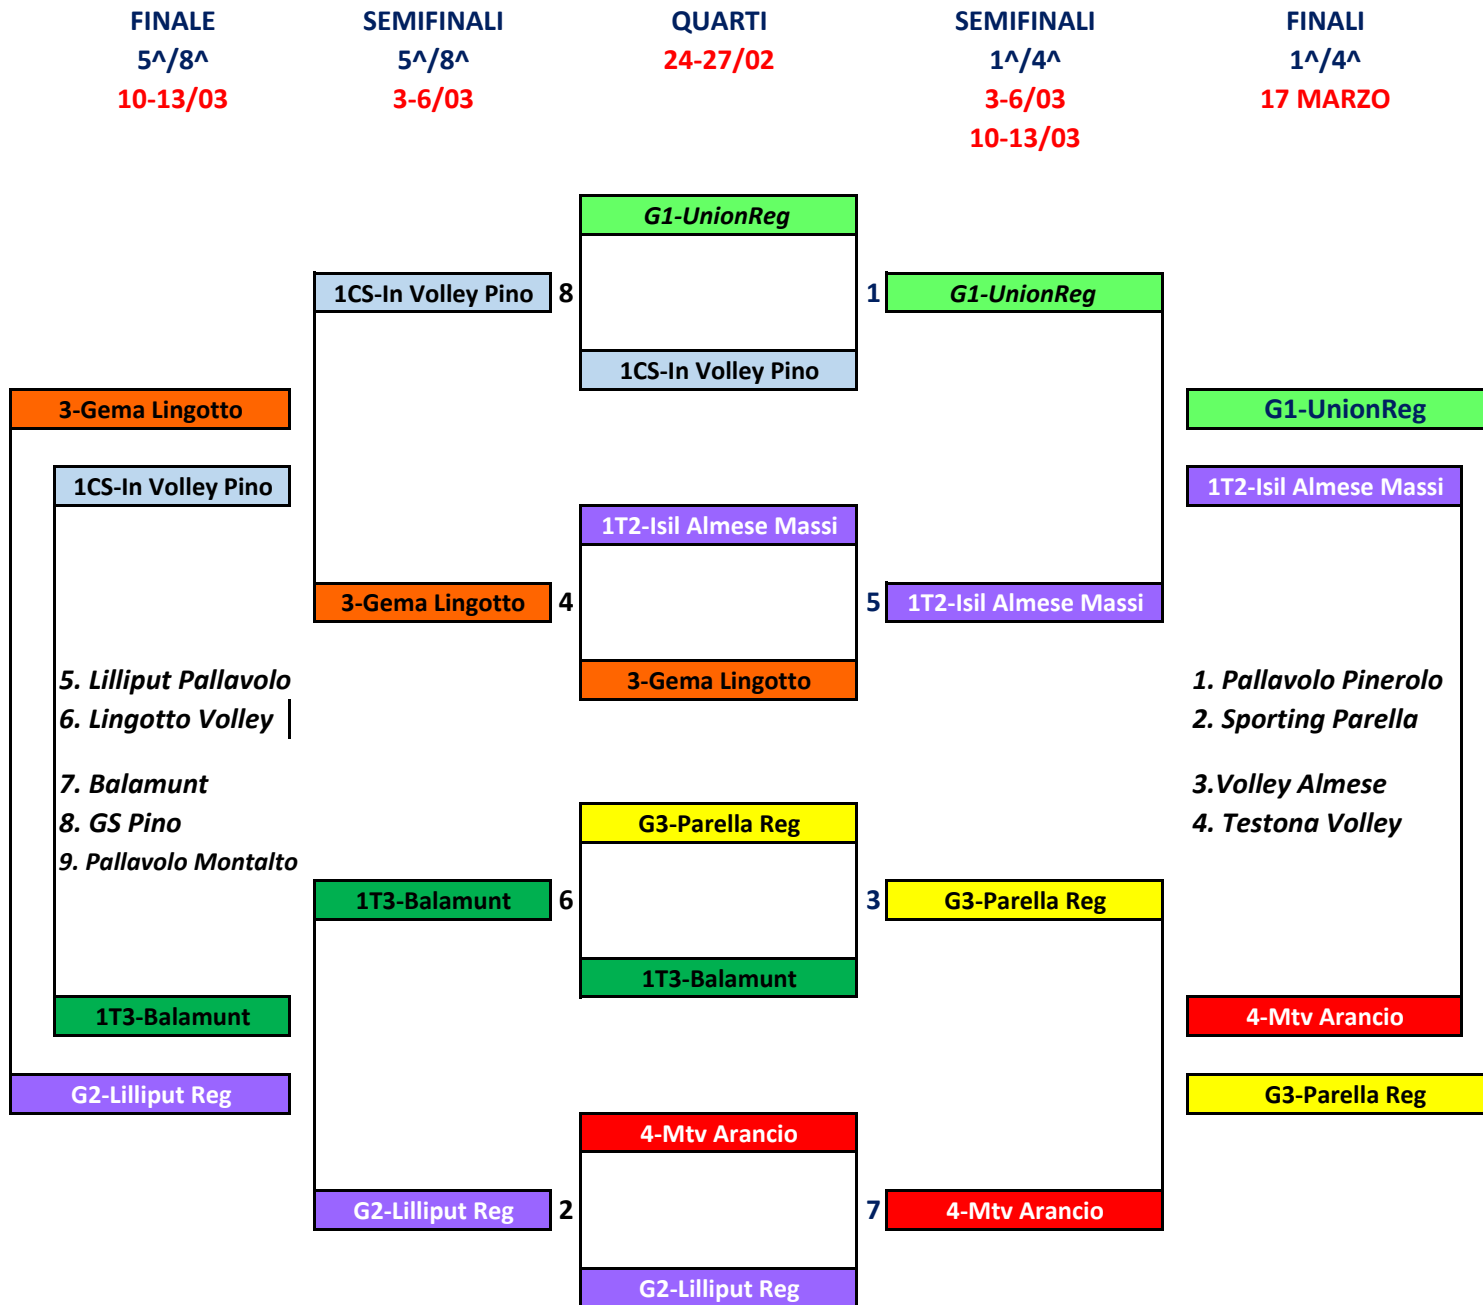 FINALE
5^/8^
10-13/03
SEMIFINALI
5^/8^
3-6/03
QUARTI
24-27/02
SEMIFINALI
1^/4^
3-6/03
10-13/03
FINALI
1^/4^
17 MARZO
G1-UnionReg
1CS-In Volley Pino
8
1
G1-UnionReg
1CS-In Volley Pino
3-Gema Lingotto
G1-UnionReg
1CS-In Volley Pino
1T2-Isil Almese Massi
1T2-Isil Almese Massi
3-Gema Lingotto
4
5
1T2-Isil Almese Massi
3-Gema Lingotto
5. Lilliput Pallavolo
6. Lingotto Volley
7. Balamunt
8. GS Pino
9. Pallavolo Montalto
1. Pallavolo Pinerolo
2. Sporting Parella
3.Volley Almese
4. Testona Volley
G3-Parella Reg
1T3-Balamunt
6
3
G3-Parella Reg
1T3-Balamunt
1T3-Balamunt
4-Mtv Arancio
G2-Lilliput Reg
G3-Parella Reg
4-Mtv Arancio
G2-Lilliput Reg
2
7
4-Mtv Arancio
G2-Lilliput Reg